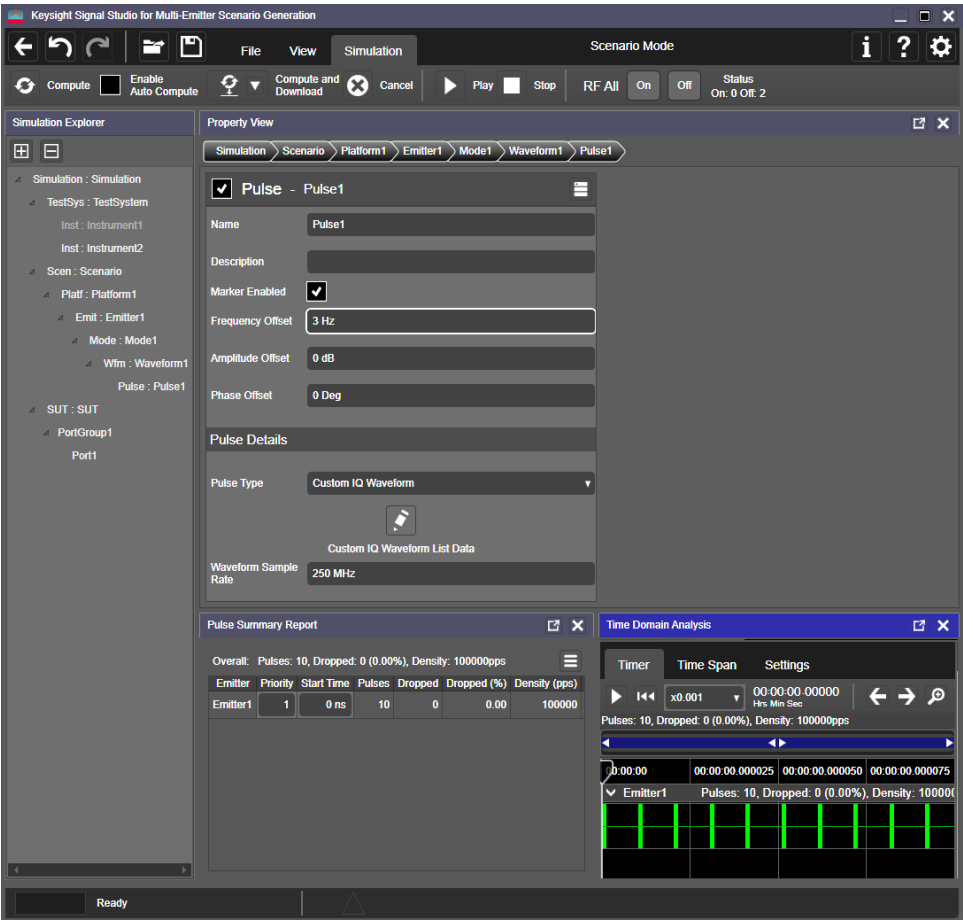 Keysight Signal Studio for Multi-Emitter Scenario Generation
File View Simulation Scenario Mode
Compute Enable Auto Compute Compute and Download Cancel Play Stop RF All On Off Status On: 0 Off: 2
Simulation Explorer
Simulation : Simulation
TestSys : TestSystem
Inst : Instrument1
Inst : Instrument2
Scen : Scenario
Platf : Platform1
Emit : Emitter1
Mode : Mode1
Wfm : Waveform1
Pulse : Pulse1
SUT : SUT
PortGroup1
Port1
Property View
Simulation Scenario Platform1 Emitter1 Mode1 Waveform1 Pulse1
Pulse - Pulse1
Name Pulse1
Description
Marker Enabled
Frequency Offset 3 Hz
Amplitude Offset 0 dB
Phase Offset 0 Deg
Pulse Details
Pulse Type Custom IQ Waveform
Custom IQ Waveform List Data
Waveform Sample Rate 250 MHz
Pulse Summary Report
Overall: Pulses: 10, Dropped: 0 (0.00%), Density: 100000pps
Emitter Priority Start Time Pulses Dropped Dropped (%) Density (pps)
Emitter1 1 0 ns 10 0 0.00 100000
Time Domain Analysis
Timer Time Span Settings
x0.001 00:00:00-00000
Hrs Min Sec
Pulses: 10, Dropped: 0 (0.00%), Density: 100000pps
0:00:00 00:00:00.000025 00:00:00.000050 00:00:00.000075
Emitter1 Pulses: 10, Dropped: 0 (0.00%), Density: 100000
Ready